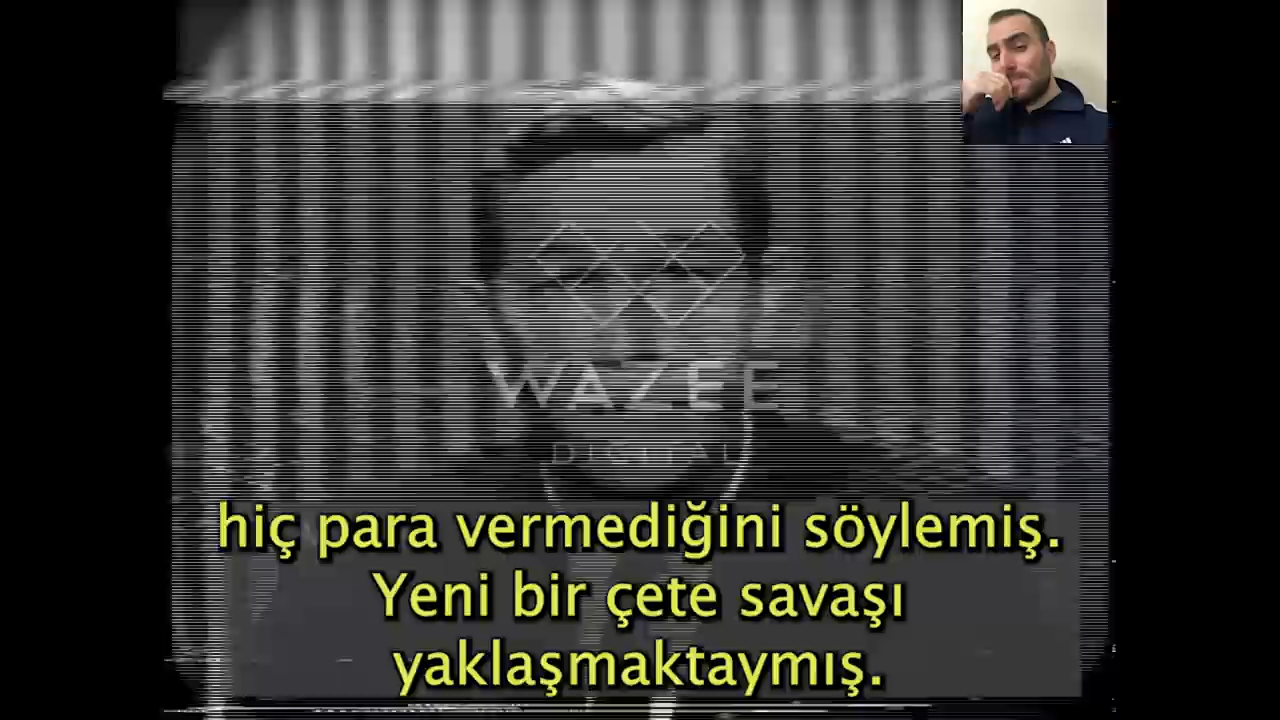 WAZEE
DIGITAL
hiç para vermediğini söylemiş.
Yeni bir çete savaşı
yaklaşmaktaymış.